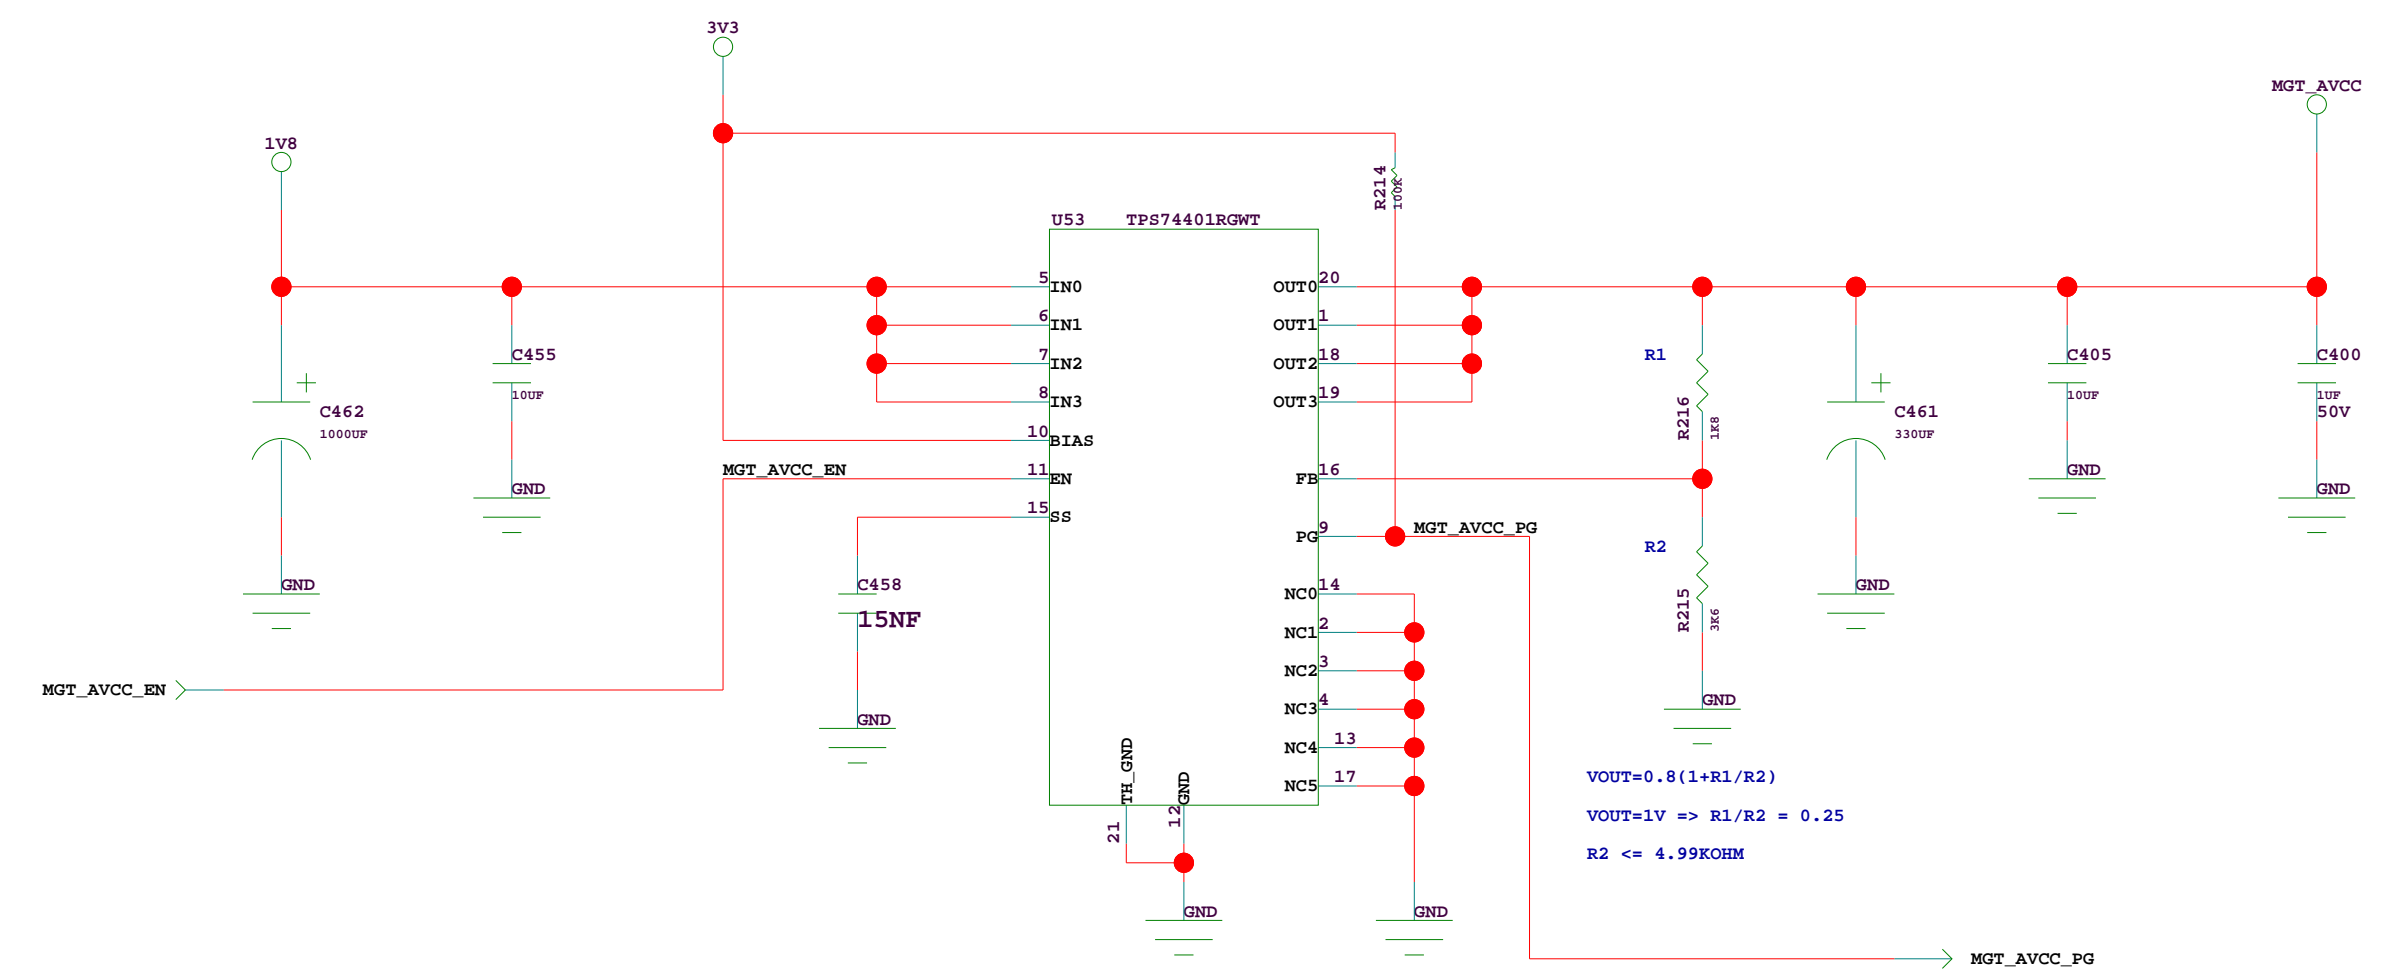 3V3
MGT_AVCC
1V8
R214
100K
U53
TPS74401RGWT
5
IN0
6
IN1
7
IN2
8
IN3
10
BIAS
MGT_AVCC_EN
11
EN
15
SS
OUT0
20
OUT1
1
OUT2
18
OUT3
19
FB
16
PG
9
MGT_AVCC_PG
NC0
14
NC1
2
NC2
3
NC3
4
NC4
13
NC5
17
TH_GND
21
GND
12
GND
GND
C462
1000UF
GND
C455
10UF
GND
C458
15NF
GND
MGT_AVCC_EN
R1
R216
1K8
R2
R215
3K6
GND
C461
330UF
GND
C405
10UF
GND
C400
1UF
50V
GND
VOUT=0.8(1+R1/R2)
VOUT=1V => R1/R2 = 0.25
R2 <= 4.99KOHM
MGT_AVCC_PG